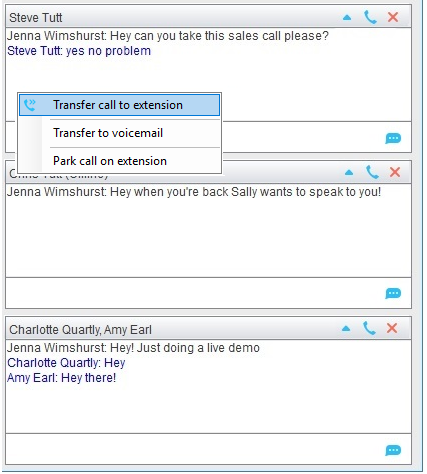 Steve Tutt
Jenna Wimshurst: Hey can you take this sales call please?
Steve Tutt: yes no problem
Transfer call to extension
Transfer to voicemail
Park call on extension
Jenna Wimshurst: Hey when you're back Sally wants to speak to you!
Charlotte Quartly, Amy Earl
Jenna Wimshurst: Hey! Just doing a live demo
Charlotte Quartly: Hey
Amy Earl: Hey there!